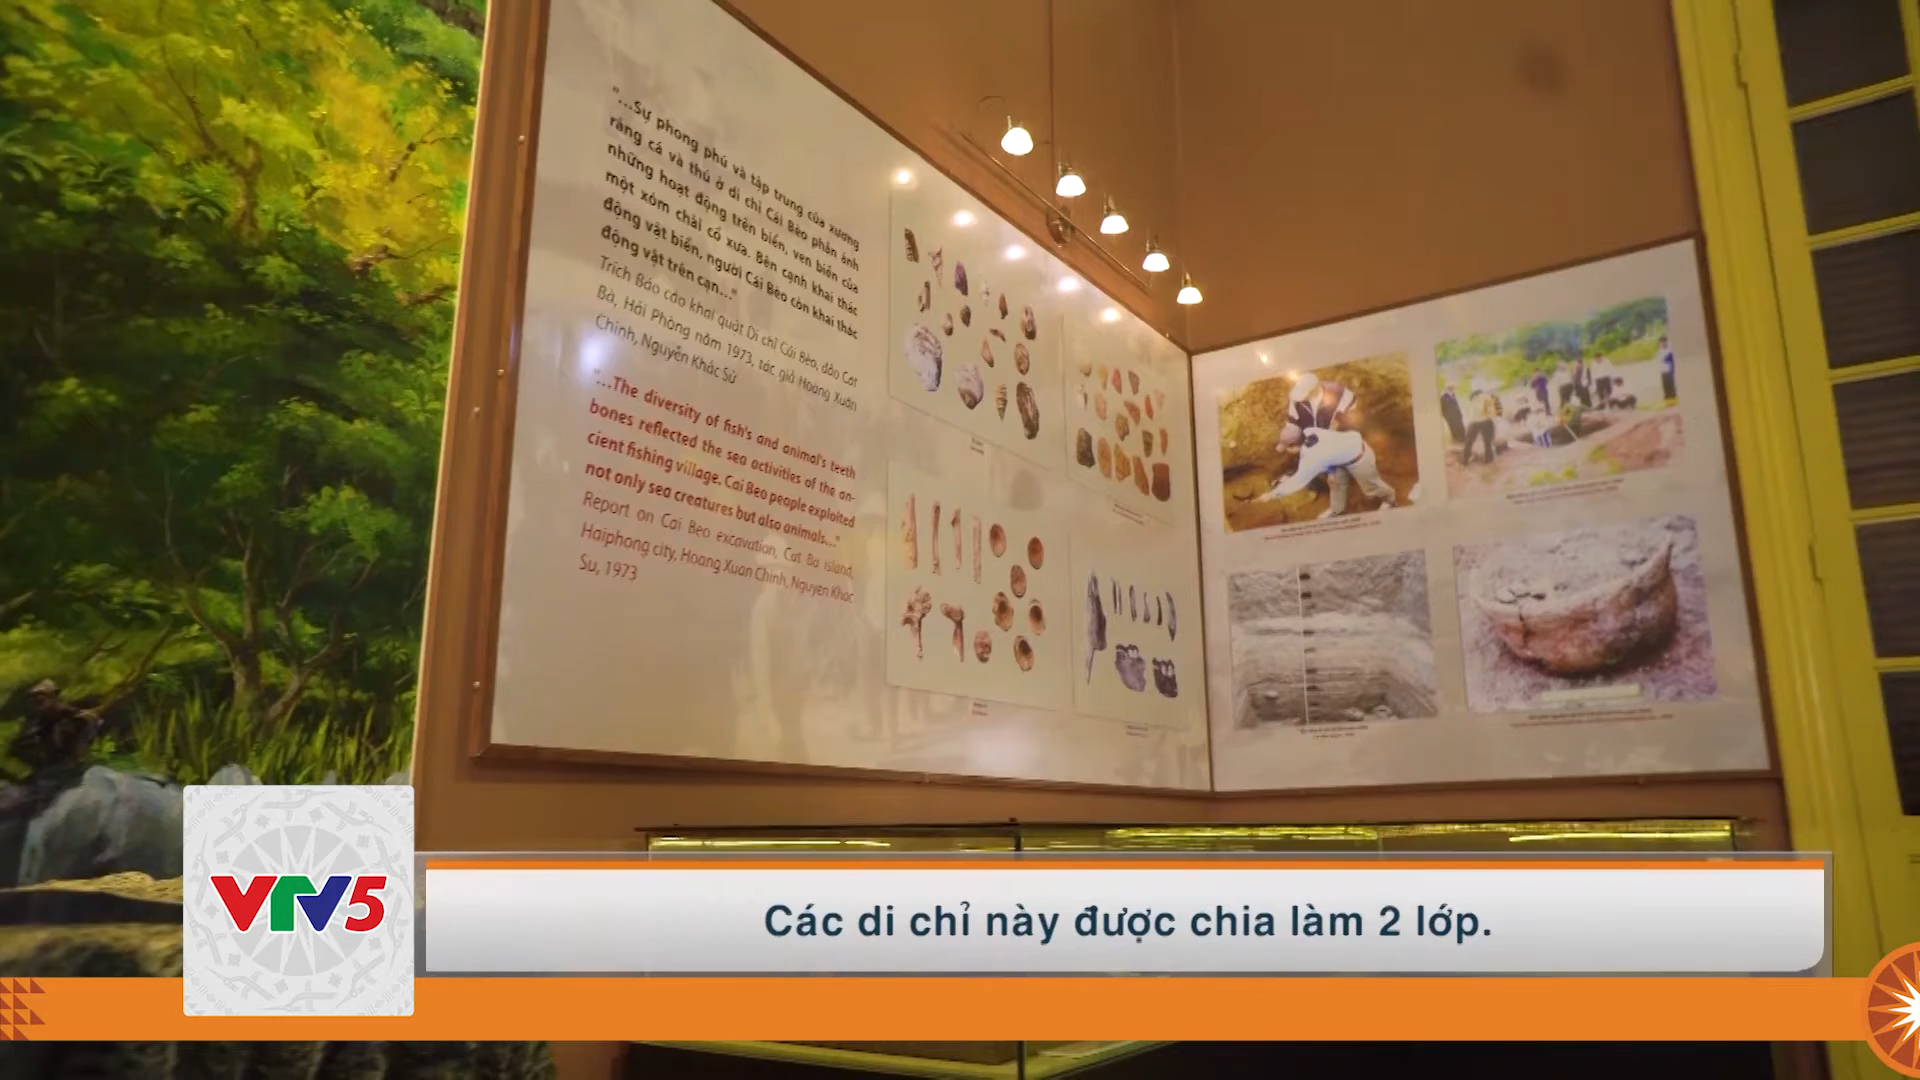 "...Sự phong phú và tập trung của xương
răng cá và thú ở di chỉ Cái Bèo phản ánh
những hoạt động trên biển, ven biển của
một xóm chài cổ xưa. Bên cạnh khai thác
động vật biển, người Cái Bèo còn khai thác
động vật trên cạn..."
Trích Báo cáo khai quật Di chỉ Cái Bèo, đảo Cát
Bà, Hải Phòng năm 1973, tác giả Hoàng Xuân
Chinh, Nguyễn Khắc Sử
"...The diversity of fish's and animal's teeth
bones reflected the sea activities of the an-
cient fishing village. Cai Beo people exploited
not only sea creatures but also animals..."
Report on Cai Beo excavation, Cat Ba island,
Haiphong city, Hoang Xuan Chinh, Nguyen Khac
Su, 1973
VTV5
Các di chỉ này được chia làm 2 lớp.